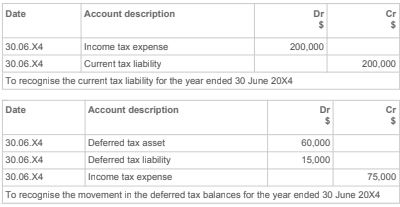 Date Account description Dr Cr
$ $
30.06.X4 Income tax expense 200,000
30.06.X4 Current tax liability 200,000
To recognise the current tax liability for the year ended 30 June 20X4
Date Account description Dr Cr
$ $
30.06.X4 Deferred tax asset 60,000
30.06.X4 Deferred tax liability 15,000
30.06.X4 Income tax expense 75,000
To recognise the movement in the deferred tax balances for the year ended 30 June 20X4